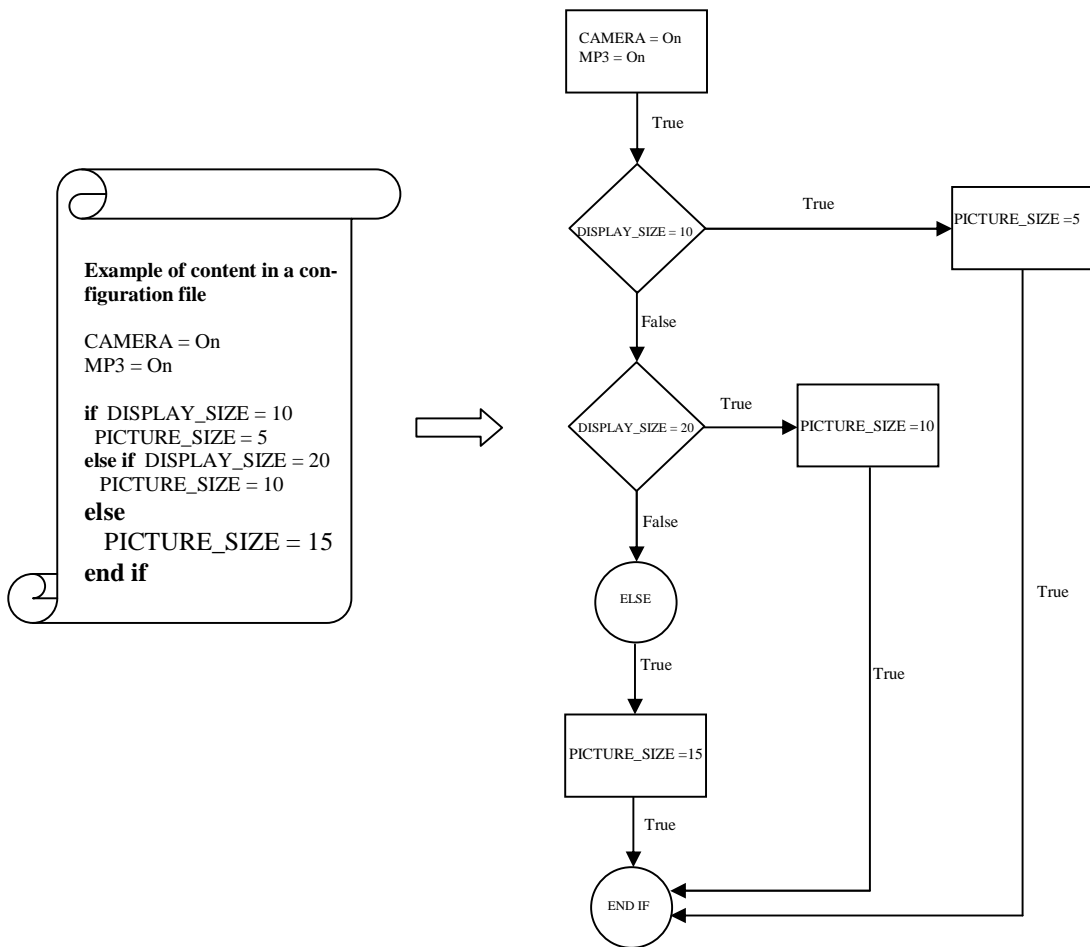 Example of content in a con-
figuration file
CAMERA = On
MP3 = On
if DISPLAY_SIZE = 10
PICTURE_SIZE = 5
else if DISPLAY_SIZE = 20
PICTURE_SIZE = 10
else
PICTURE_SIZE = 15
end if
CAMERA = On
MP3 = On
True
DISPLAY_SIZE = 10
True
PICTURE_SIZE =5
False
DISPLAY_SIZE = 20
True
PICTURE_SIZE =10
False
ELSE
True
PICTURE_SIZE =15
True
True
True
END IF